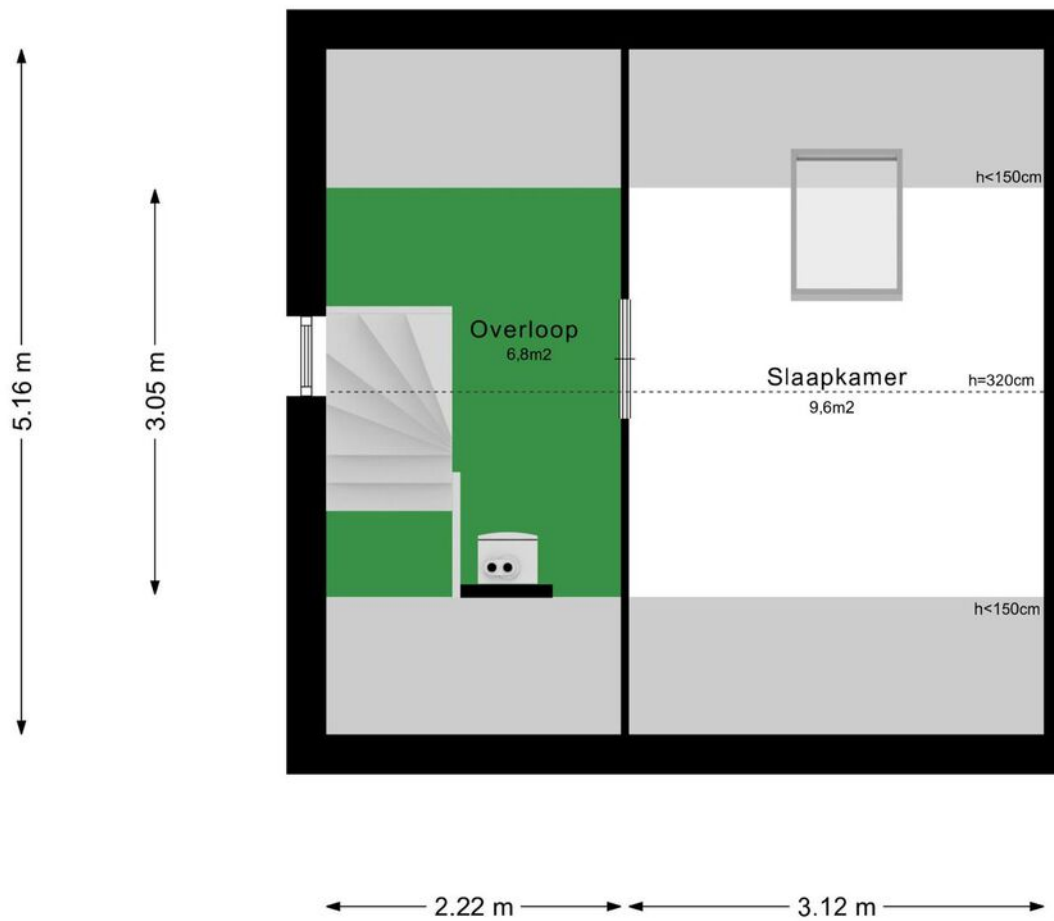 h<150cm
Overloop
6,8m2
Slaapkamer
9,6m2
h=320cm
h<150cm
5.16 m
3.05 m
2.22 m
3.12 m